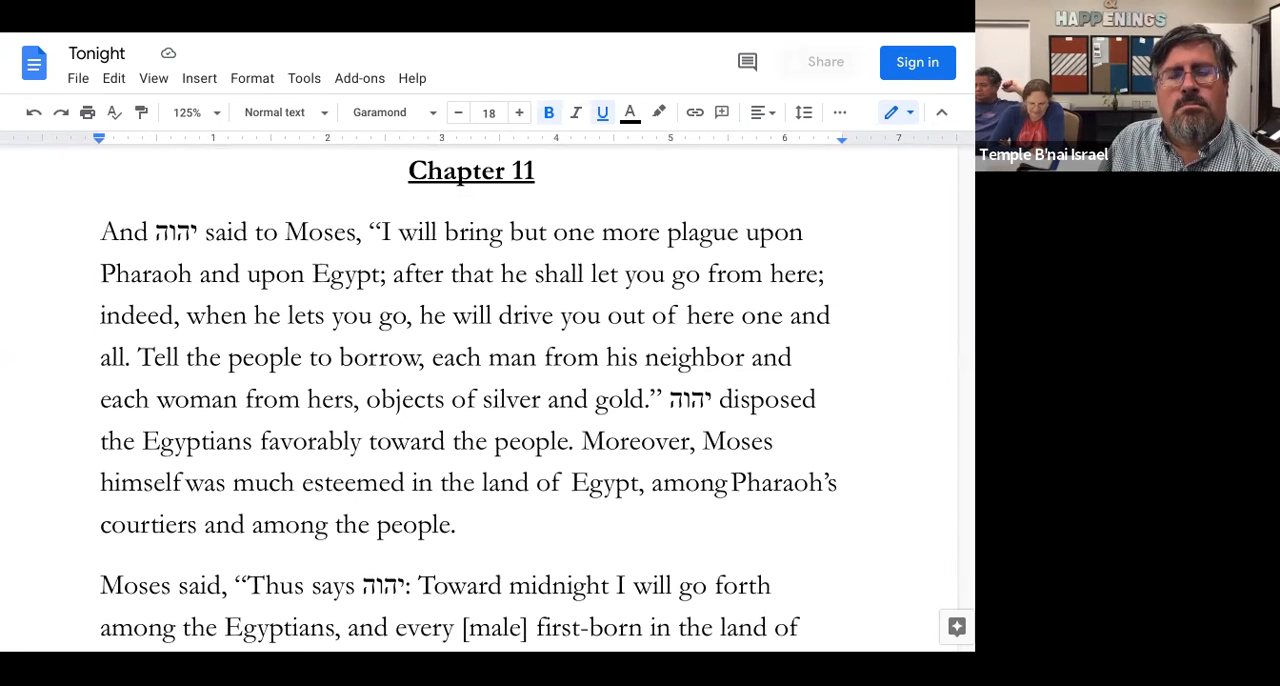 Tonight
File Edit View Insert Format Tools Add-ons Help
Share
Sign in
125% Normal text Garamond − 18 + B I U A
1 2 3 4 5 6 7
Chapter 11
And יהוה said to Moses, “I will bring but one more plague upon
Pharaoh and upon Egypt; after that he shall let you go from here;
indeed, when he lets you go, he will drive you out of here one and
all. Tell the people to borrow, each man from his neighbor and
each woman from hers, objects of silver and gold.” יהוה disposed
the Egyptians favorably toward the people. Moreover, Moses
himself was much esteemed in the land of Egypt, among Pharaoh’s
courtiers and among the people.
Moses said, “Thus says יהוה: Toward midnight I will go forth
among the Egyptians, and every [male] first-born in the land of
&
HAPPENINGS
Temple B'nai Israel